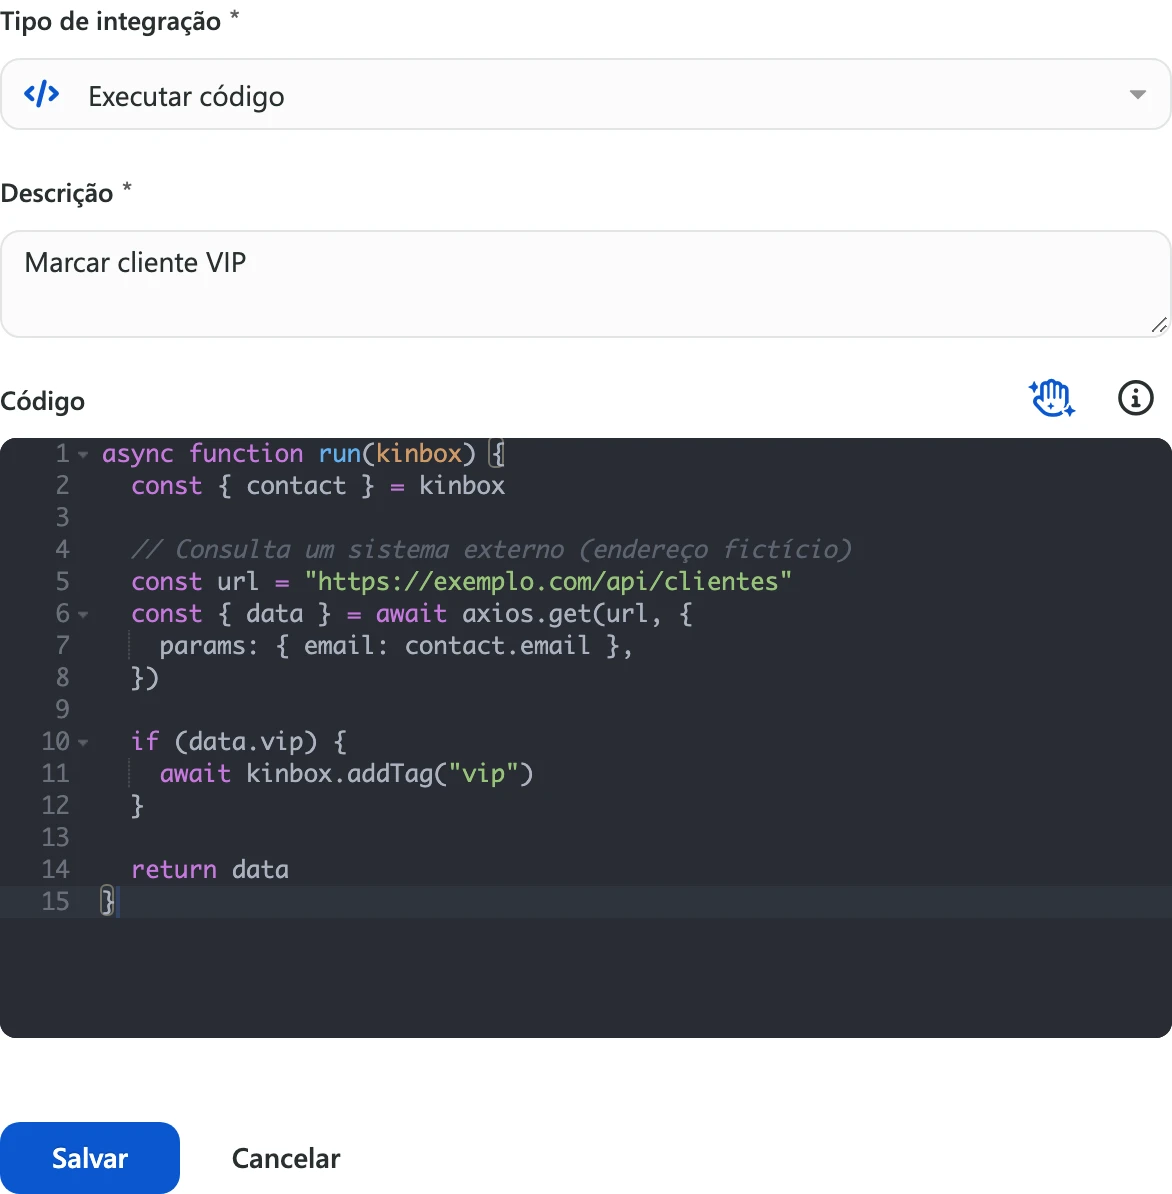 Tipo de integração *
</> Executar código
Descrição *
Marcar cliente VIP
Código
1 async function run(kinbox) {
2   const { contact } = kinbox
3
4   // Consulta um sistema externo (endereço fictício)
5   const url = "https://exemplo.com/api/clientes"
6   const { data } = await axios.get(url, {
7     params: { email: contact.email },
8   })
9
10   if (data.vip) {
11     await kinbox.addTag("vip")
12   }
13
14   return data
15 }
Salvar Cancelar